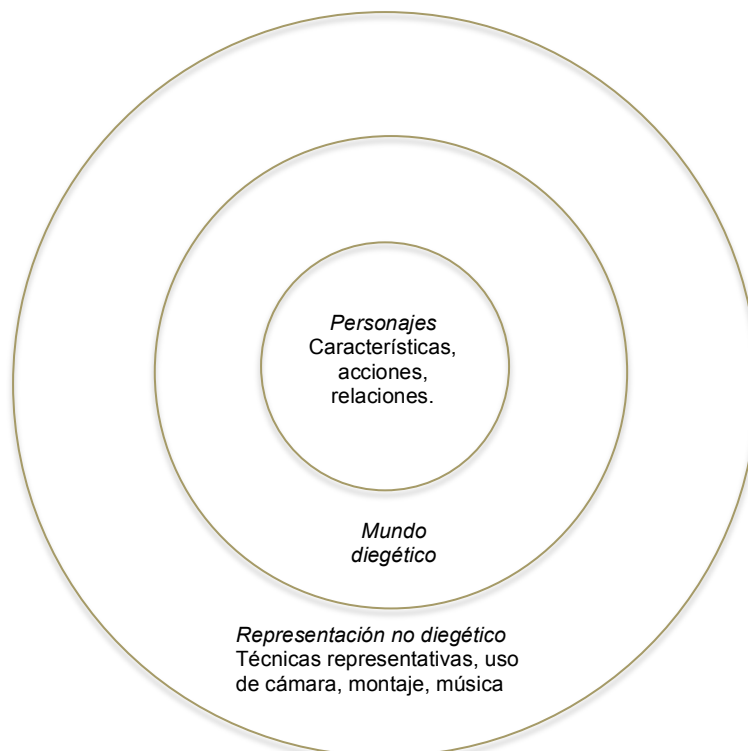 Personajes
Características,
acciones,
relaciones.
Mundo
diegético
Representación no diegético
Técnicas representativas, uso
de cámara, montaje, música